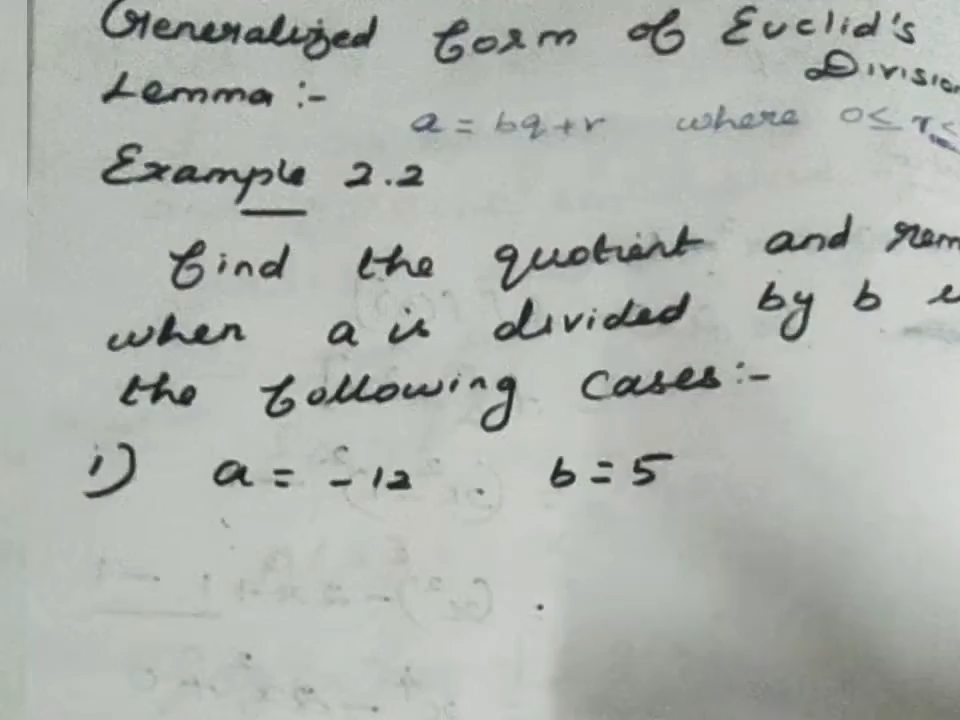 Generalized form of Euclid's
Division
Lemma :-
a = bq + r where 0 ≤ r <
Example 2.2
find the quotient and rem
when a is divided by b
the following cases :-
i) a = -12 b = 5